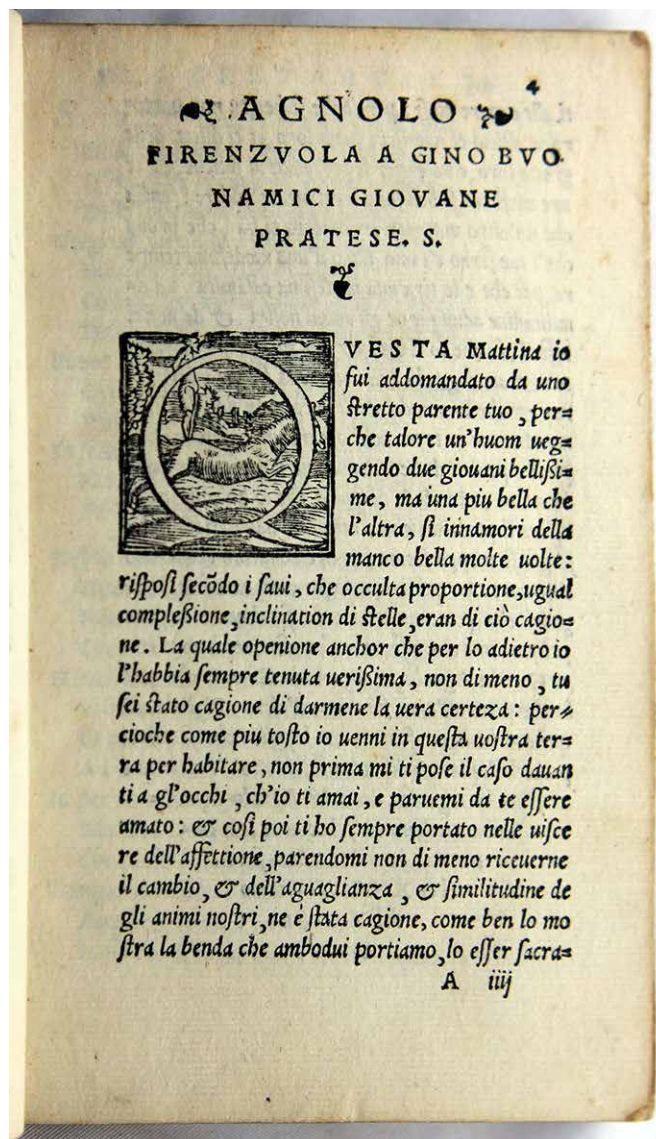 4
AGNOLO
FIRENZVOLA A GINO BVO
NAMICI GIOVANE
PRATESE. S.
QVESTA Mattina io
fui addomandato da uno
ſtretto parente tuo, per=
che talore un'huom ueg=
gendo due giouani bellißi=
me, ma una piu bella che
l'altra, ſi innamori della
manco bella molte uolte:
riſpoſi ſecōdo i ſaui, che occulta proportione, ugual
compleßione, inclination di ſtelle, eran di ciò cagio=
ne. La quale openione anchor che per lo adietro io
l'habbia ſempre tenuta uerißima, non di meno, tu
ſei ſtato cagione di darmene la uera certeza: per=
cioche come piu toſto io uenni in queſta uoſtra ter=
ra per habitare, non prima mi ti poſe il caſo dauan
ti a gl'occhi, ch'io ti amai, e paruemi da te eſſere
amato: & coſi poi ti ho ſempre portato nelle uiſce
re dell'affettione, parendomi non di meno riceuerne
il cambio, & dell'aguaglianza, & ſimilitudine de
gli animi noſtri, ne è ſtata cagione, come ben lo mo
ſtra la benda che ambodui portiamo, lo eſſer ſacra=
A iiij